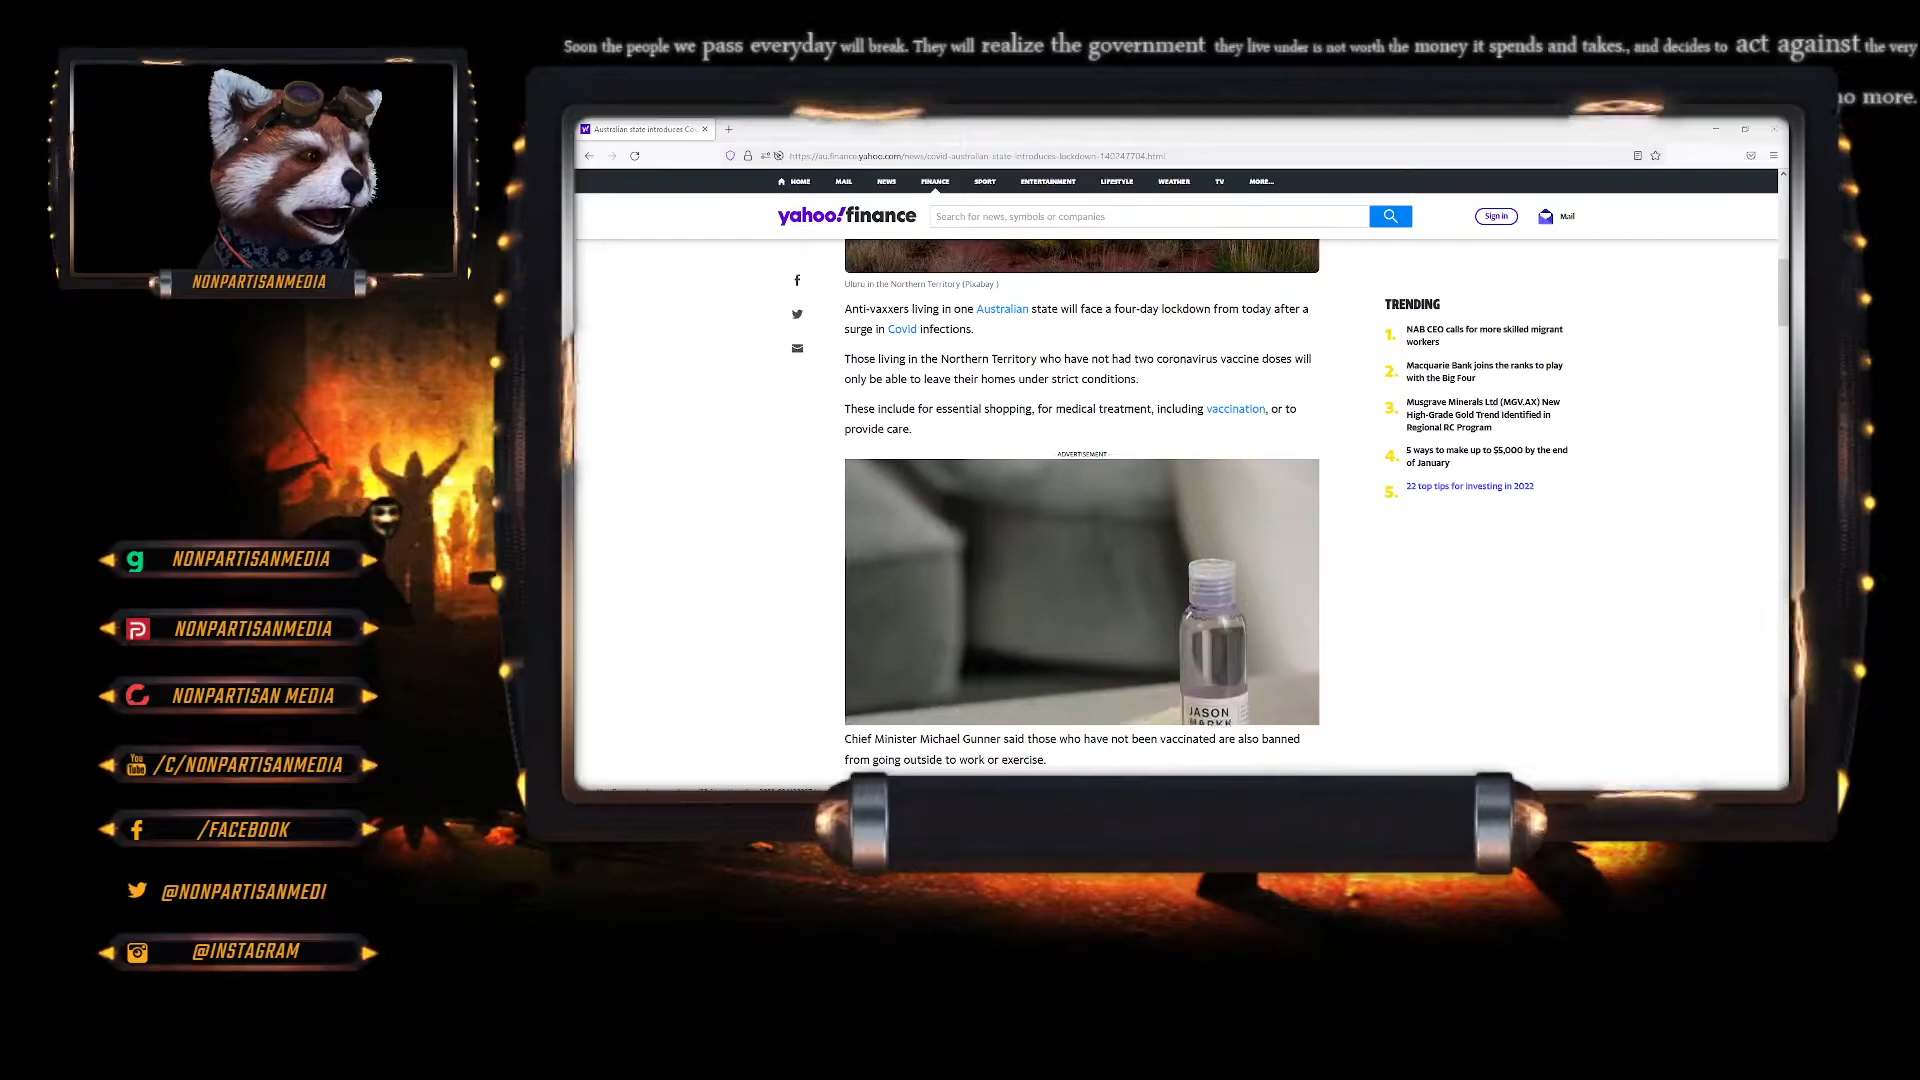 Soon the people we pass everyday will break. They will realize the government they live under is not worth the money it spends and takes., and decides to act against the very
no more.
NONPARTISANMEDIA
Australian state introduces Co
https://au.finance.yahoo.com/news/covid-australian-state-introduces-lockdown-140247704.html
HOME MAIL NEWS FINANCE SPORT ENTERTAINMENT LIFESTYLE WEATHER TV MORE...
yahoo!finance
Search for news, symbols or companies
Sign in
Mail
Uluru in the Northern Territory (Pixabay )
Anti-vaxxers living in one Australian state will face a four-day lockdown from today after a
surge in Covid infections.
Those living in the Northern Territory who have not had two coronavirus vaccine doses will
only be able to leave their homes under strict conditions.
These include for essential shopping, for medical treatment, including vaccination, or to
provide care.
ADVERTISEMENT
JASON
MARKK
Chief Minister Michael Gunner said those who have not been vaccinated are also banned
from going outside to work or exercise.
TRENDING
1. NAB CEO calls for more skilled migrant
workers
2. Macquarie Bank joins the ranks to play
with the Big Four
3. Musgrave Minerals Ltd (MGV.AX) New
High-Grade Gold Trend Identified in
Regional RC Program
4. 5 ways to make up to $5,000 by the end
of January
5. 22 top tips for investing in 2022
g NONPARTISANMEDIA
NONPARTISANMEDIA
NONPARTISAN MEDIA
You Tube /C/NONPARTISANMEDIA
/FACEBOOK
@NONPARTISANMEDI
@INSTAGRAM